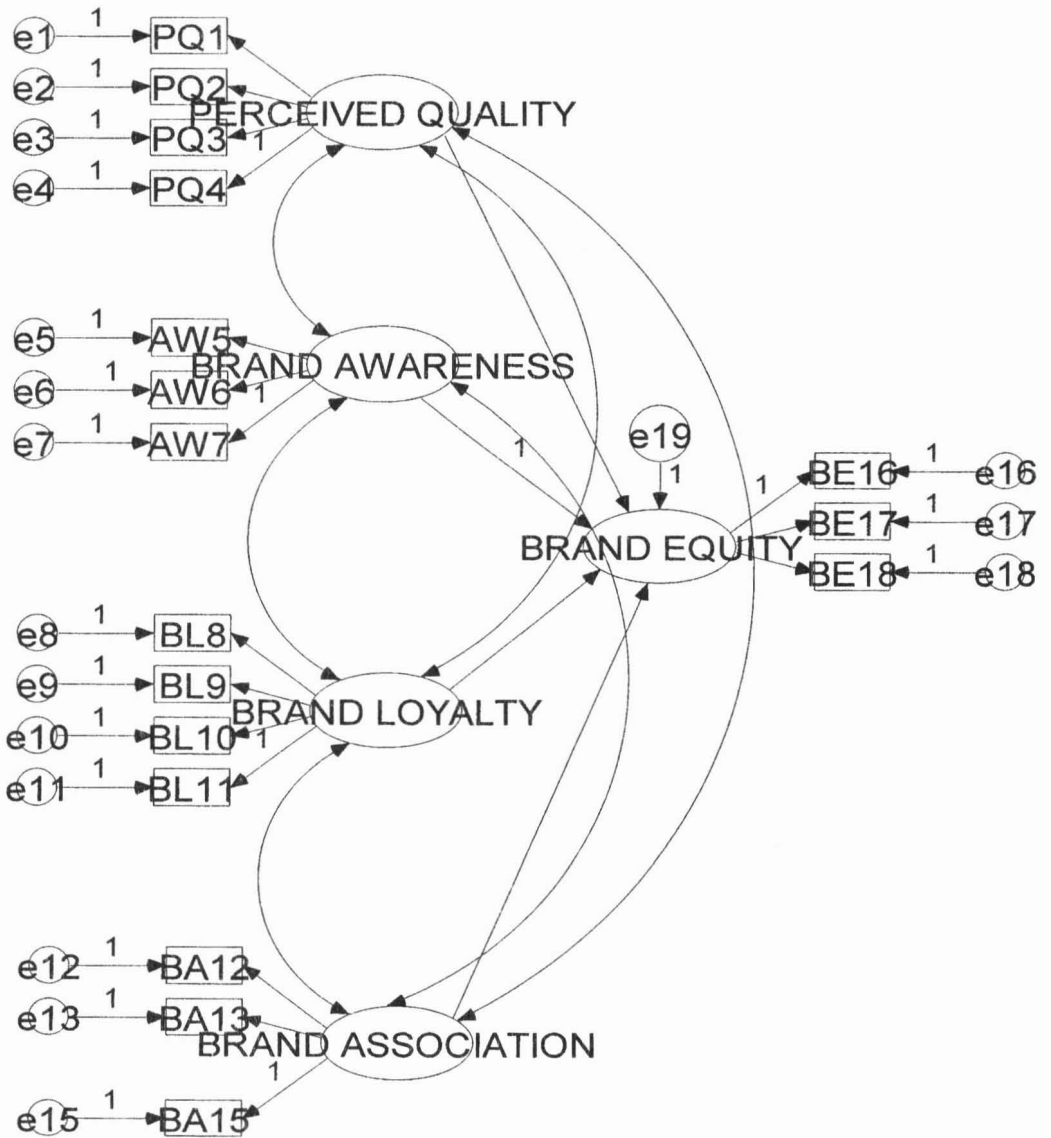 1
e1 PQ1
1
e2 PQ2
PERCEIVED QUALITY
1
e3 PQ3 1
1
e4 PQ4
1
e5 AW5
BRAND AWARENESS
1
e6 AW6 1
1
e7 AW7
1
e19
1
BE16 1 e16
1
BE17 1 e17
BRAND EQUITY
BE18 1 e18
1
e8 BL8
1
e9 BL9
BRAND LOYALTY
1
e10 BL10 1
1
e11 BL11
1
e12 BA12
1
e13 BA13
BRAND ASSOCIATION
1
1
e15 BA15